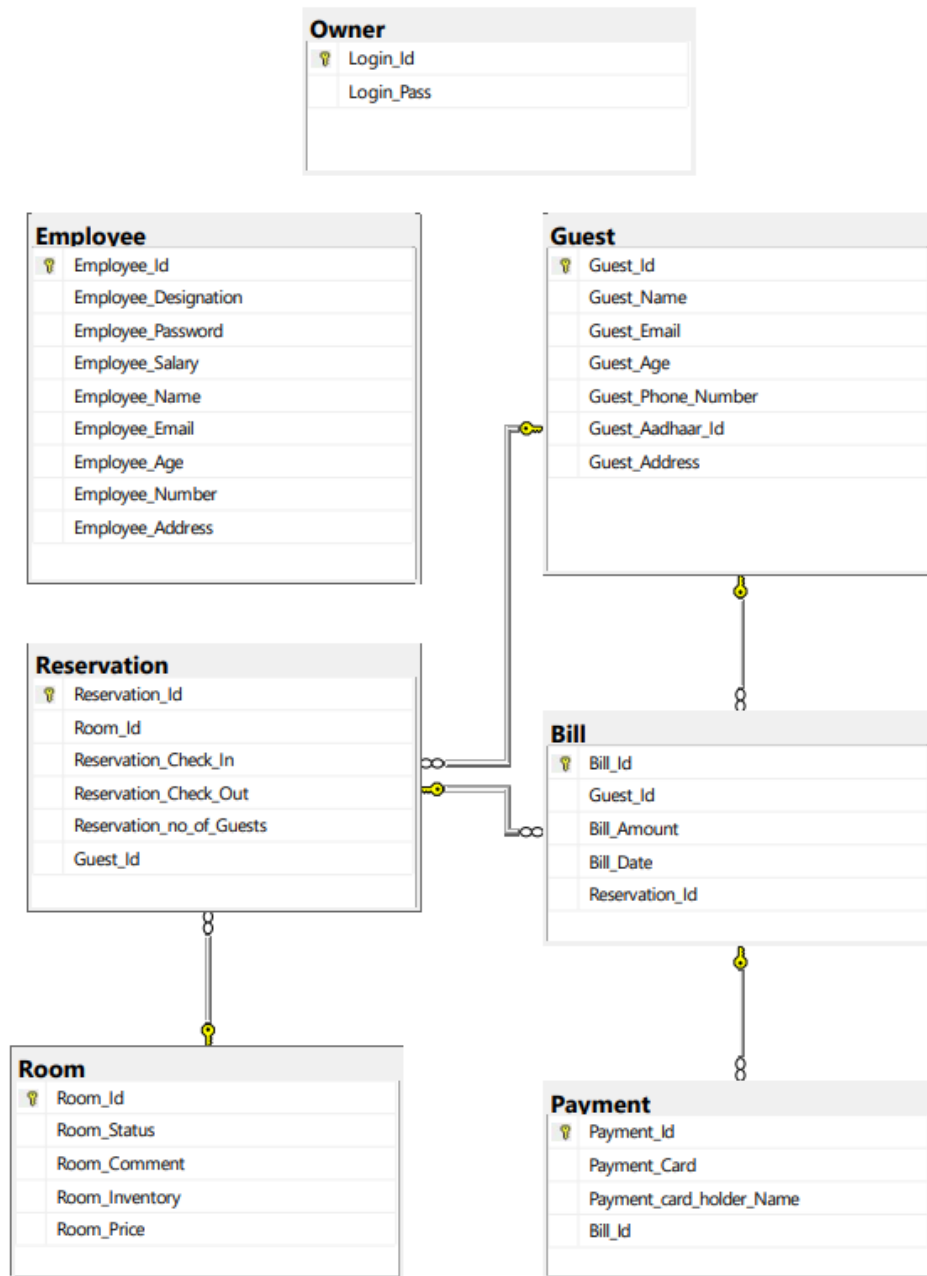 Owner
Login_Id
Login_Pass
Employee
Employee_Id
Employee_Designation
Employee_Password
Employee_Salary
Employee_Name
Employee_Email
Employee_Age
Employee_Number
Employee_Address
Guest
Guest_Id
Guest_Name
Guest_Email
Guest_Age
Guest_Phone_Number
Guest_Aadhaar_Id
Guest_Address
Reservation
Reservation_Id
Room_Id
Reservation_Check_In
Reservation_Check_Out
Reservation_no_of_Guests
Guest_Id
Bill
Bill_Id
Guest_Id
Bill_Amount
Bill_Date
Reservation_Id
Room
Room_Id
Room_Status
Room_Comment
Room_Inventory
Room_Price
Payment
Payment_Id
Payment_Card
Payment_card_holder_Name
Bill_Id